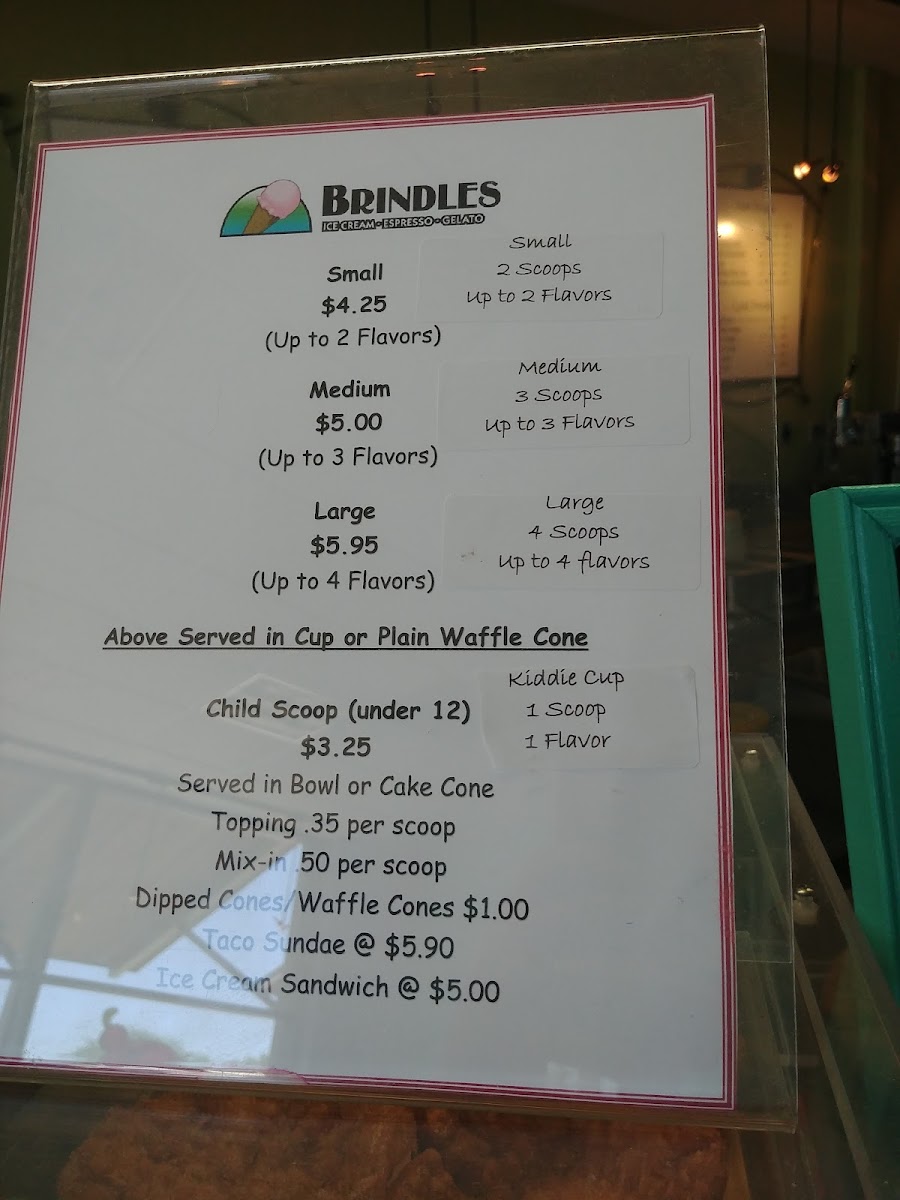 BRINDLES
ICE CREAM • ESPRESSO • GELATO
Small
$4.25
(Up to 2 Flavors)
Small
2 Scoops
Up to 2 Flavors
Medium
$5.00
(Up to 3 Flavors)
Medium
3 Scoops
Up to 3 Flavors
Large
$5.95
(Up to 4 Flavors)
Large
4 Scoops
Up to 4 flavors
Above Served in Cup or Plain Waffle Cone
Child Scoop (under 12)
$3.25
Kiddie Cup
1 Scoop
1 Flavor
Served in Bowl or Cake Cone
Topping .35 per scoop
Mix-in .50 per scoop
Dipped Cones/Waffle Cones $1.00
Taco Sundae @ $5.90
Ice Cream Sandwich @ $5.00